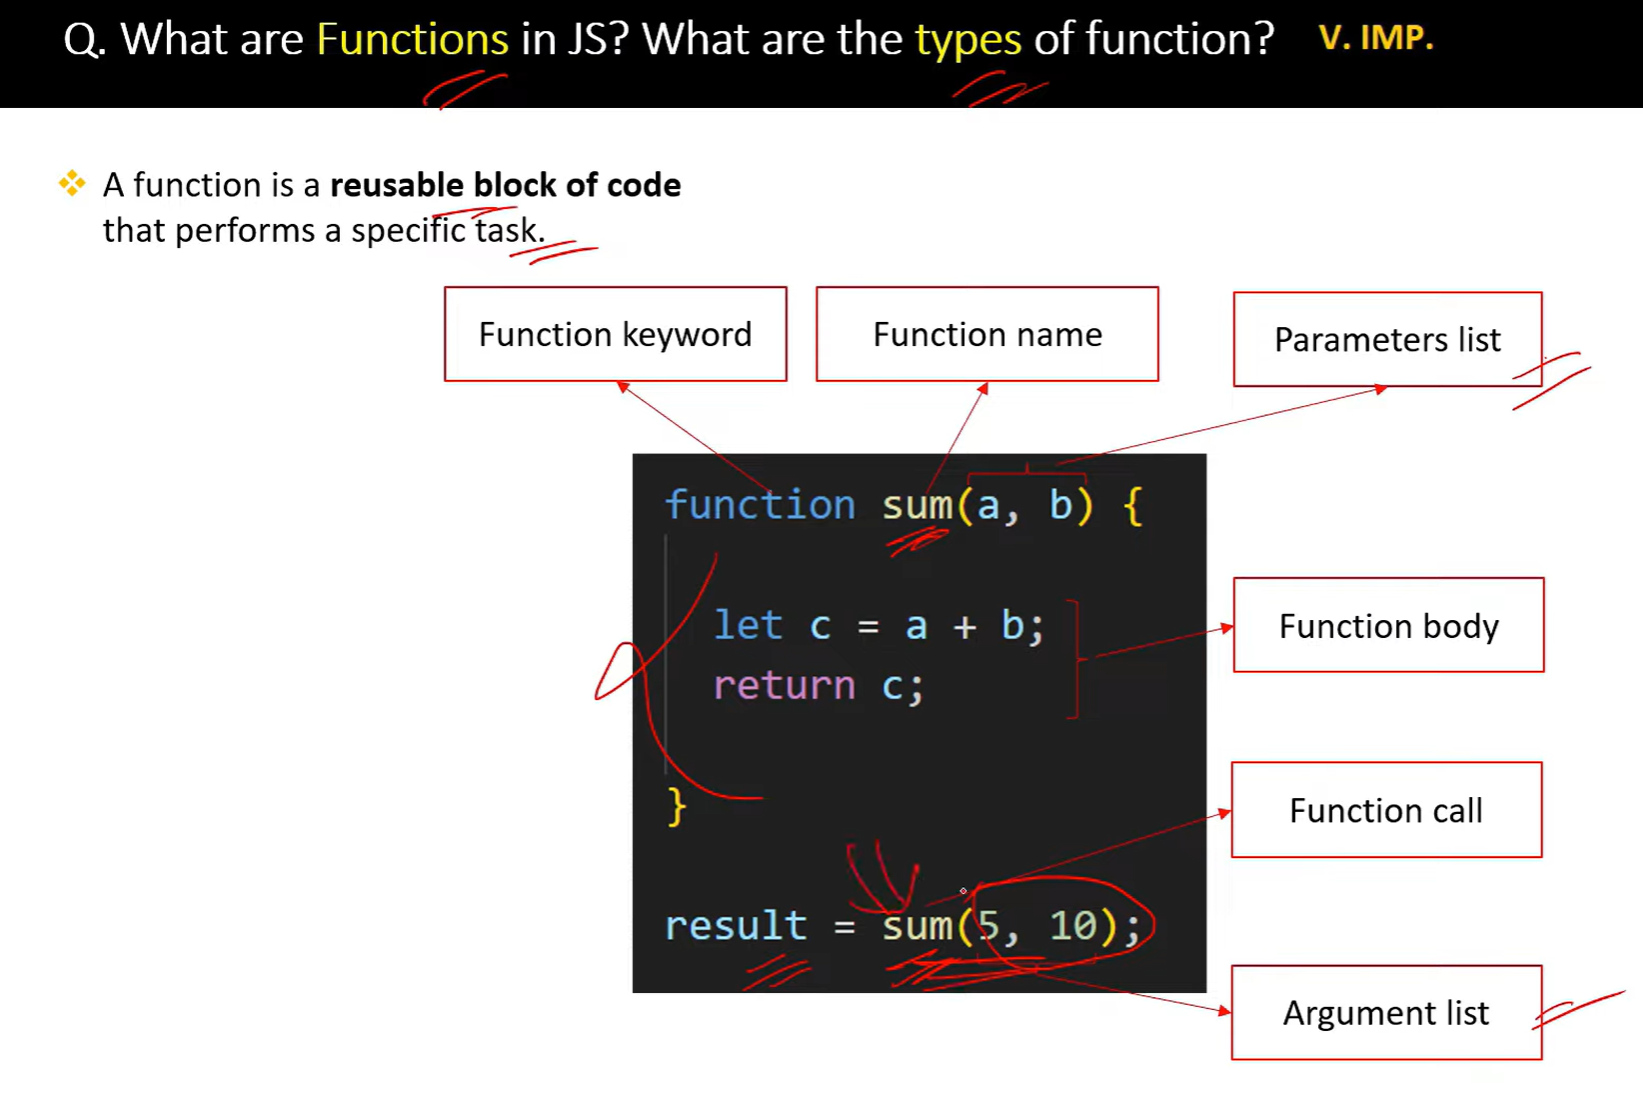 Q. What are Functions in JS? What are the types of function? V. IMP.
A function is a reusable block of code
that performs a specific task.
Function keyword
Function name
Parameters list
function sum(a, b) {
let c = a + b;
return c;
}
Function body
Function call
result = sum(5, 10);
Argument list